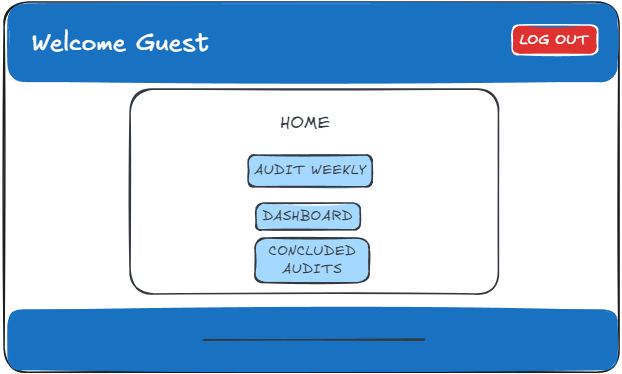 Welcome Guest
LOG OUT
HOME
AUDIT WEEKLY
DASHBOARD
CONCLUDED
AUDITS